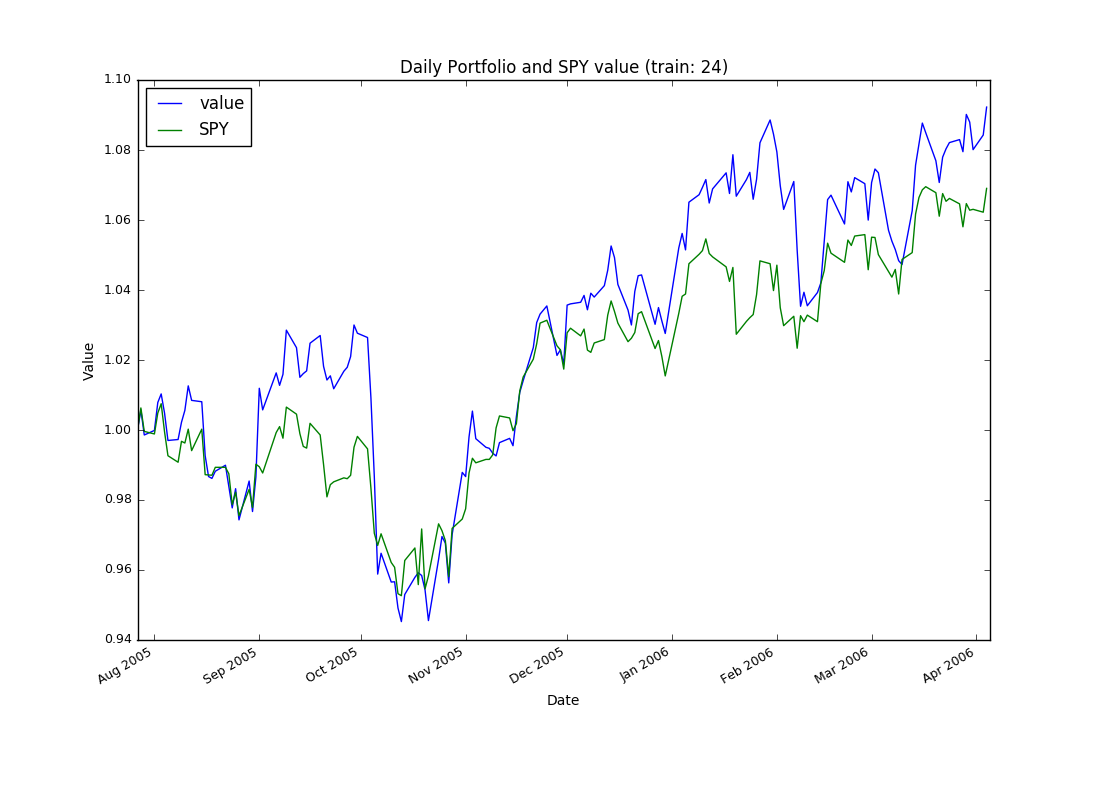 Daily Portfolio and SPY value (train: 24)
value
SPY
1.10
1.08
1.06
1.04
1.02
1.00
0.98
0.96
0.94
Value
Aug 2005
Sep 2005
Oct 2005
Nov 2005
Dec 2005
Jan 2006
Feb 2006
Mar 2006
Apr 2006
Date